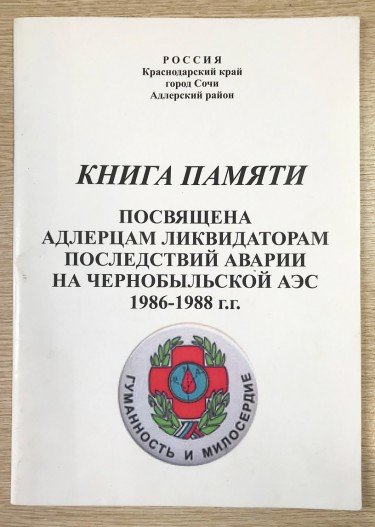 РОССИЯ
Краснодарский край
город Сочи
Адлерский район
КНИГА ПАМЯТИ
ПОСВЯЩЕНА
АДЛЕРЦАМ ЛИКВИДАТОРАМ
ПОСЛЕДСТВИЙ АВАРИИ
НА ЧЕРНОБЫЛЬСКОЙ АЭС
1986-1988 г.г.
ГУМАННОСТЬ И МИЛОСЕРДИЕ